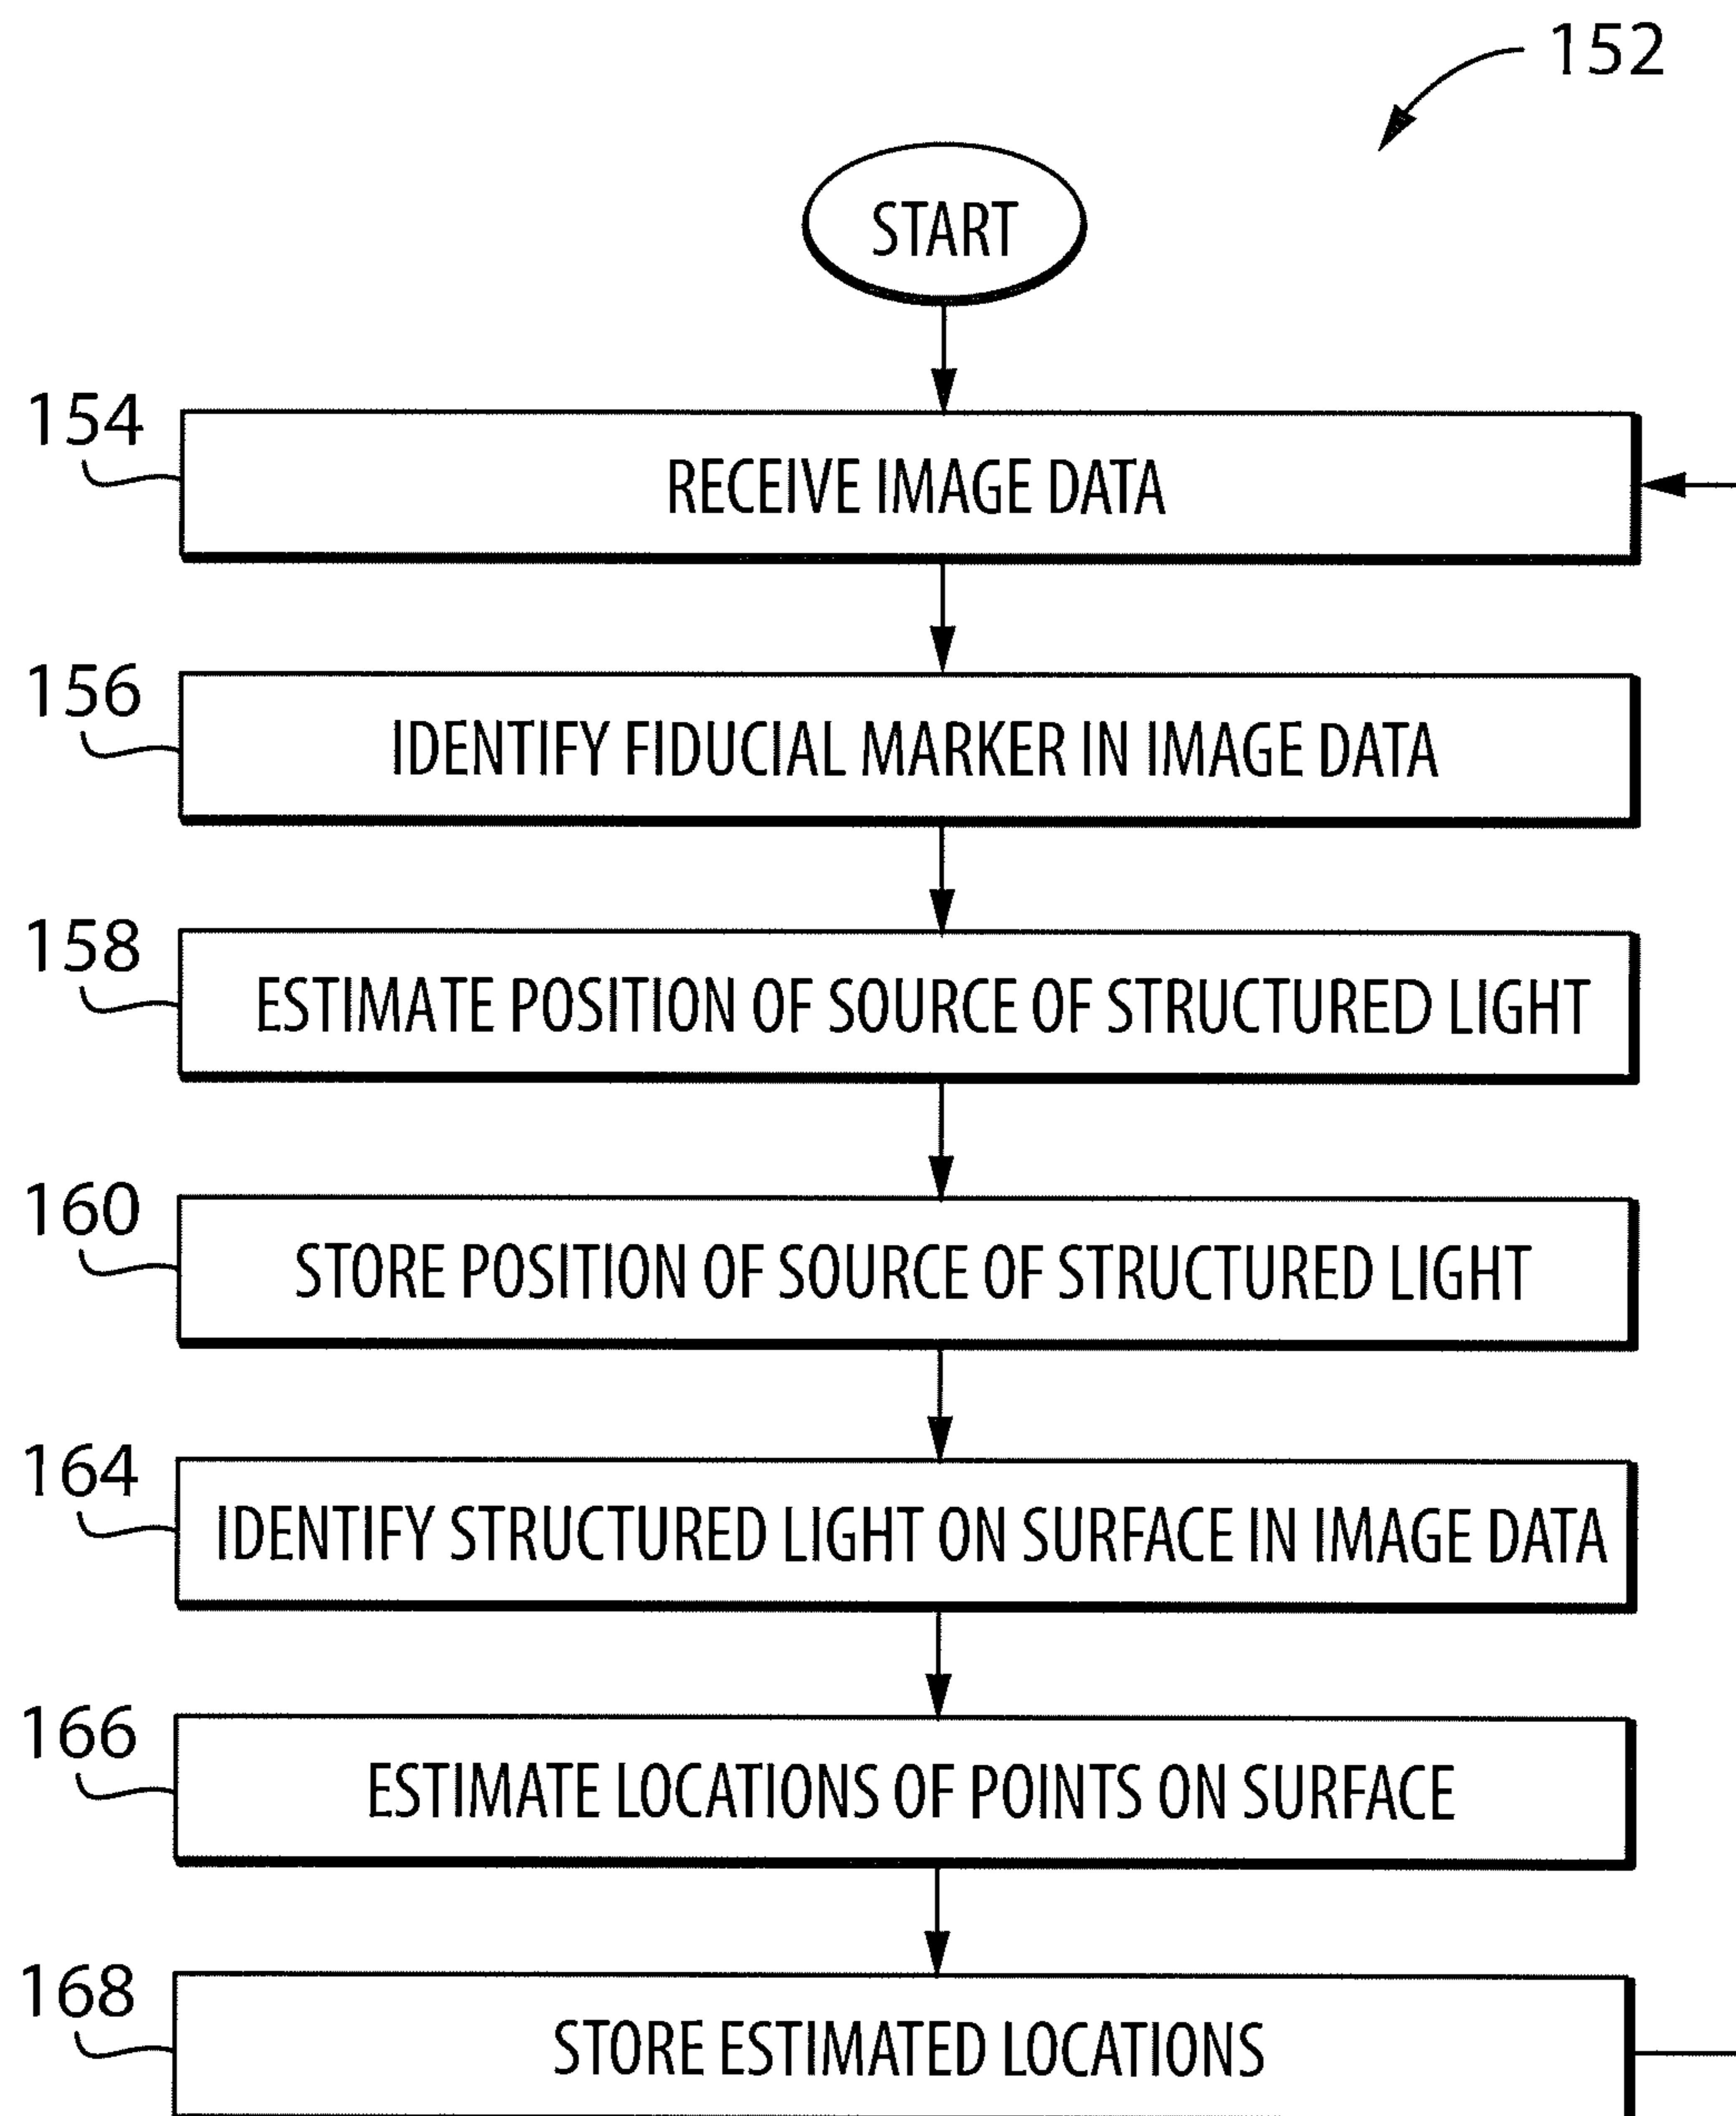 152
START
154
RECEIVE IMAGE DATA
156
IDENTIFY FIDUCIAL MARKER IN IMAGE DATA
158
ESTIMATE POSITION OF SOURCE OF STRUCTURED LIGHT
160
STORE POSITION OF SOURCE OF STRUCTURED LIGHT
164
IDENTIFY STRUCTURED LIGHT ON SURFACE IN IMAGE DATA
166
ESTIMATE LOCATIONS OF POINTS ON SURFACE
168
STORE ESTIMATED LOCATIONS